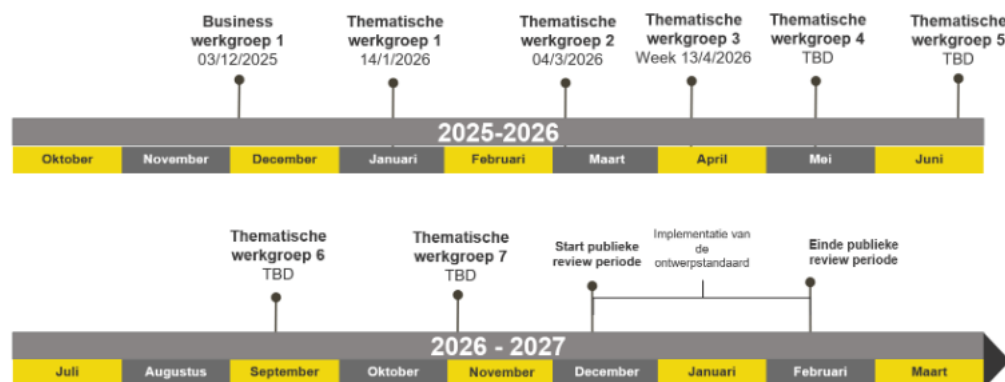 Business
werkgroep 1
03/12/2025
Thematische
werkgroep 1
14/1/2026
Thematische
werkgroep 2
04/3/2026
Thematische
werkgroep 3
Week 13/4/2026
Thematische
werkgroep 4
TBD
Thematische
werkgroep 5
TBD
2025-2026
Oktober
November
December
Januari
Februari
Maart
April
Mei
Juni
Thematische
werkgroep 6
TBD
Thematische
werkgroep 7
TBD
Start publieke
review periode
Implementatie van
de
ontwerpstandaard
Einde publieke
review periode
2026 - 2027
Juli
Augustus
September
Oktober
November
December
Januari
Februari
Maart